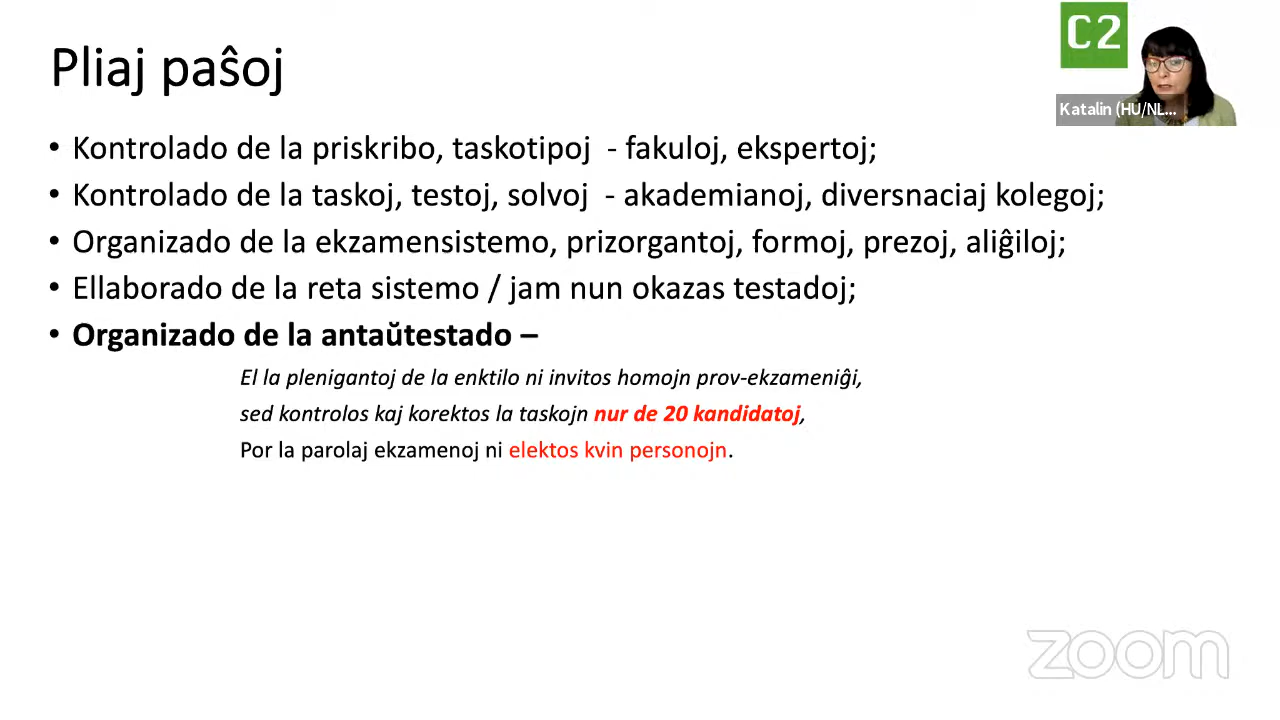 Pliaj paŝoj
C2
Katalin (HU/NL...
• Kontrolado de la priskribo, taskotipoj - fakuloj, ekspertoj;
• Kontrolado de la taskoj, testoj, solvoj - akademianoj, diversnaciaj kolegoj;
• Organizado de la ekzamensistemo, prizorgantoj, formoj, prezoj, aliĝiloj;
• Ellaborado de la reta sistemo / jam nun okazas testadoj;
• Organizado de la antaŭtestado –
El la plenigantoj de la enktilo ni invitos homojn prov-ekzameniĝi,
sed kontrolos kaj korektos la taskojn nur de 20 kandidatoj,
Por la parolaj ekzamenoj ni elektos kvin personojn.
zoom